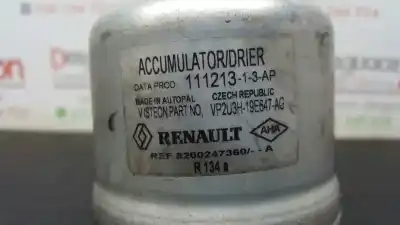 ACCUMULATOR/DRIER
DATA PROD. 111213-1-3-AP
MADE IN AUTOPAL CZECH REPUBLIC
VISTEON PART NO, VP2U3H-19E647-AG
RENAULT AHA
REF 8200247360/--A
R 134 a